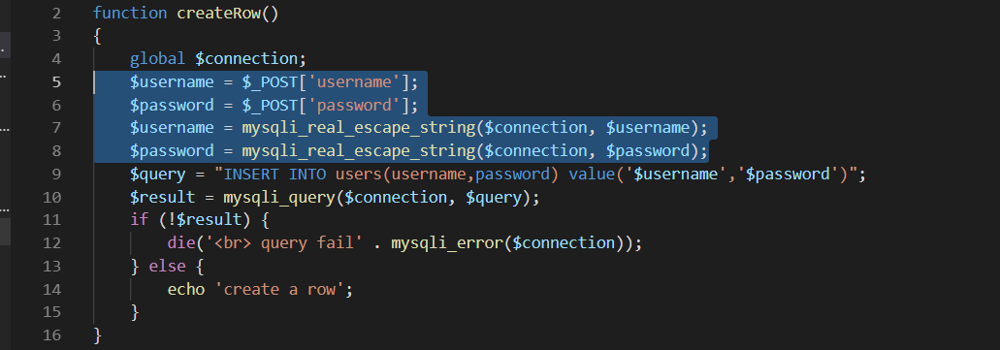 2 function createRow()
3 {
4 global $connection;
5 $username = $_POST['username'];
6 $password = $_POST['password'];
7 $username = mysqli_real_escape_string($connection, $username);
8 $password = mysqli_real_escape_string($connection, $password);
9 $query = "INSERT INTO users(username,password) value('$username','$password')";
10 $result = mysqli_query($connection, $query);
11 if (!$result) {
12 die('<br> query fail' . mysqli_error($connection));
13 } else {
14 echo 'create a row';
15 }
16 }